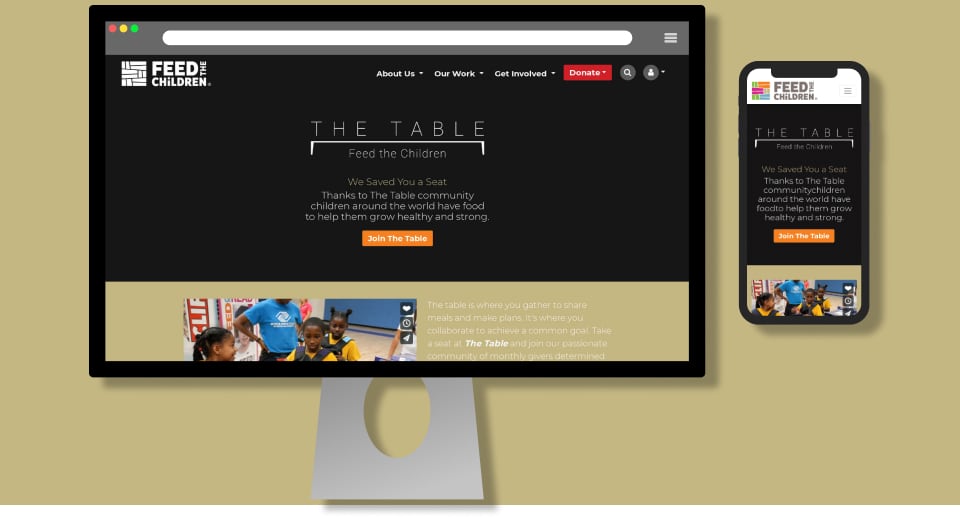 FEED THE
CHiLDREN®
About Us Our Work Get Involved Donate
THE TABLE
Feed the Children
We Saved You a Seat
Thanks to The Table community
children around the world have food
to help them grow healthy and strong.
Join The Table
The table is where you gather to share
meals and make plans. It's where you
collaborate to achieve a common goal. Take
a seat at The Table and join our passionate
community of monthly givers determined
FEED THE
CHiLDREN®
THE TABLE
Feed the Children
We Saved You a Seat
Thanks to The Table
communitychildren
around the world have
foodto help them grow
healthy and strong.
Join The Table